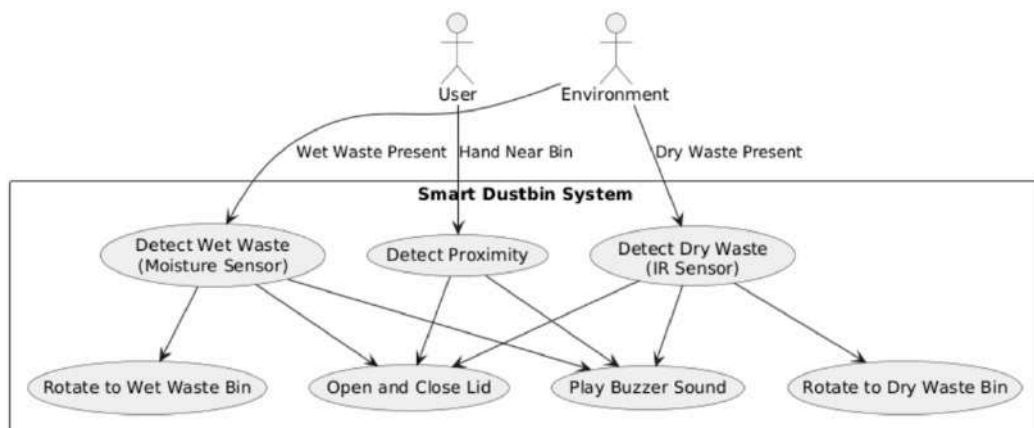 User
Environment
Wet Waste Present
Hand Near Bin
Dry Waste Present
Smart Dustbin System
Detect Wet Waste
(Moisture Sensor)
Detect Proximity
Detect Dry Waste
(IR Sensor)
Rotate to Wet Waste Bin
Open and Close Lid
Play Buzzer Sound
Rotate to Dry Waste Bin